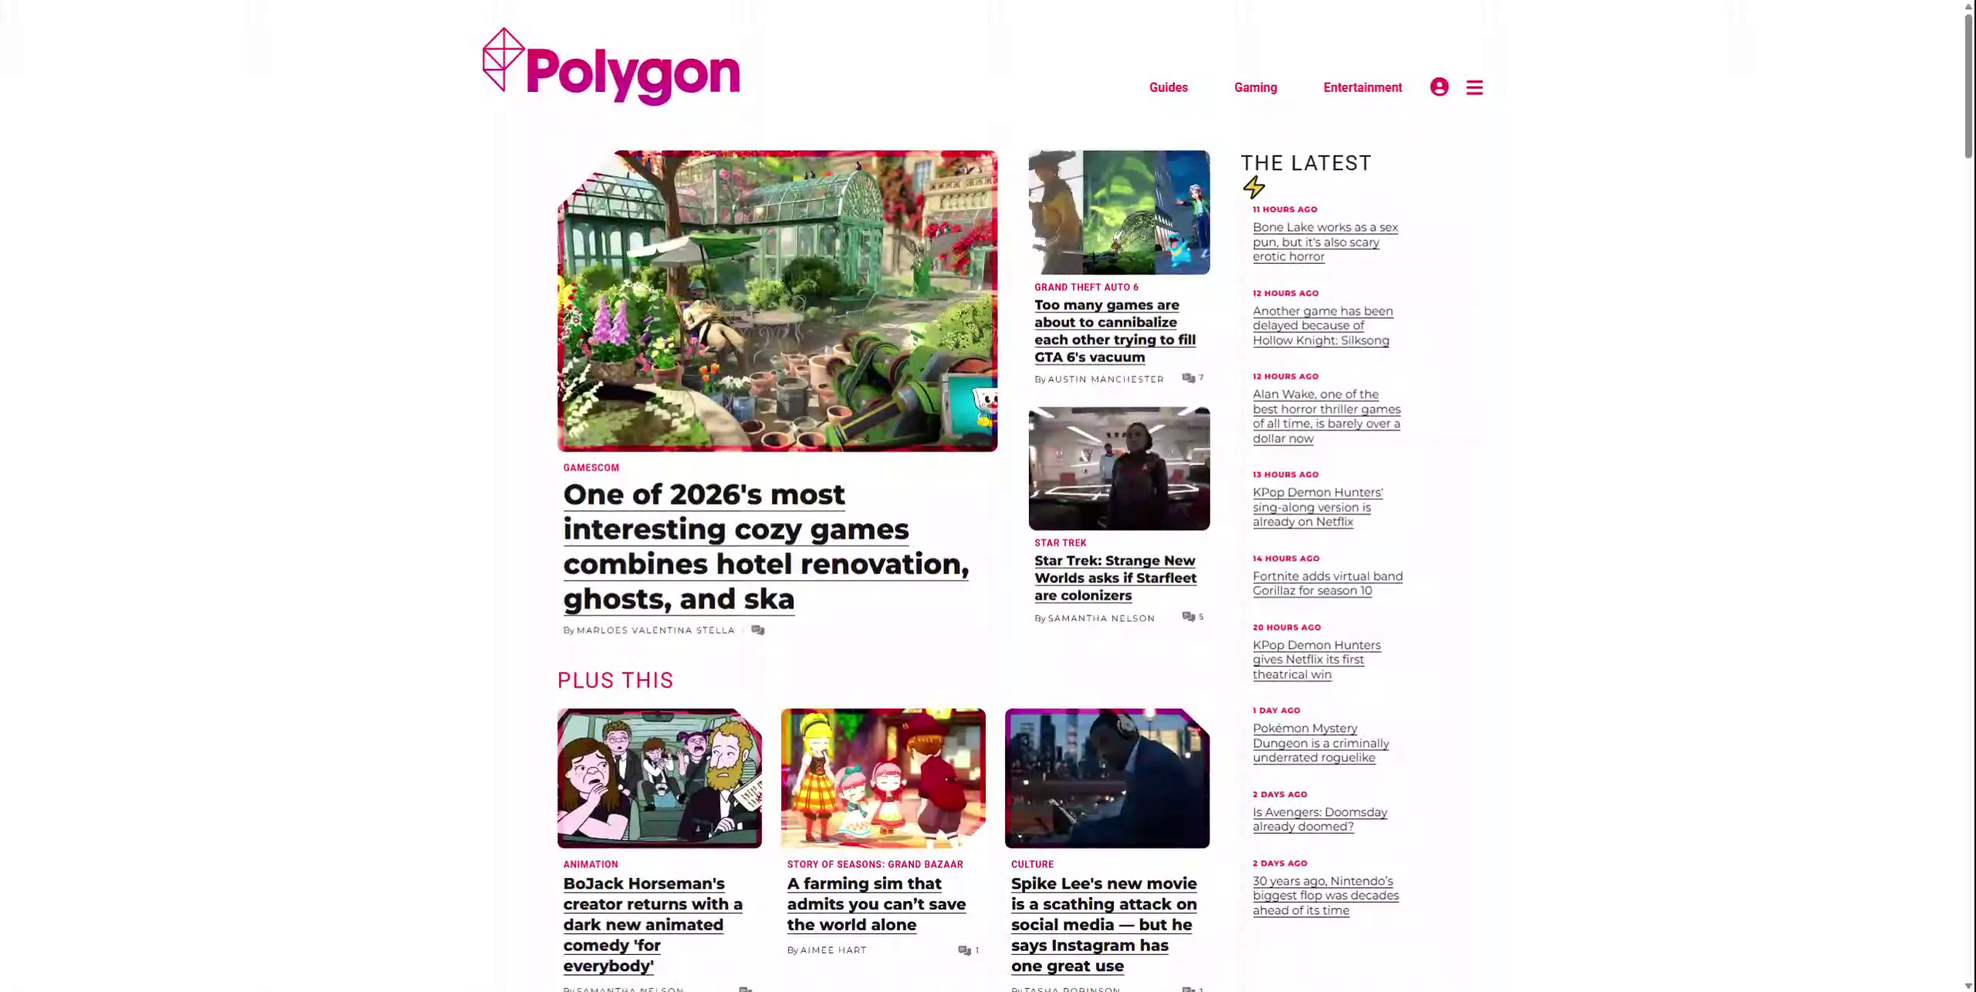 Polygon
Guides
Gaming
Entertainment
GAMESCOM
One of 2026's most
interesting cozy games
combines hotel renovation,
ghosts, and ska
By MARLOES VALENTINA STELLA
GRAND THEFT AUTO 6
Too many games are
about to cannibalize
each other trying to fill
GTA 6's vacuum
By AUSTIN MANCHESTER
7
STAR TREK
Star Trek: Strange New
Worlds asks if Starfleet
are colonizers
By SAMANTHA NELSON
5
THE LATEST
11 HOURS AGO
Bone Lake works as a sex
pun, but it's also scary
erotic horror
12 HOURS AGO
Another game has been
delayed because of
Hollow Knight: Silksong
12 HOURS AGO
Alan Wake, one of the
best horror thriller games
of all time, is barely over a
dollar now
13 HOURS AGO
KPop Demon Hunters'
sing-along version is
already on Netflix
14 HOURS AGO
Fortnite adds virtual band
Gorillaz for season 10
20 HOURS AGO
KPop Demon Hunters
gives Netflix its first
theatrical win
1 DAY AGO
Pokémon Mystery
Dungeon is a criminally
underrated roguelike
2 DAYS AGO
Is Avengers: Doomsday
already doomed?
2 DAYS AGO
30 years ago, Nintendo’s
biggest flop was decades
ahead of its time
PLUS THIS
ANIMATION
BoJack Horseman's
creator returns with a
dark new animated
comedy 'for
everybody'
By SAMANTHA NELSON
STORY OF SEASONS: GRAND BAZAAR
A farming sim that
admits you can’t save
the world alone
By AIMEE HART
1
CULTURE
Spike Lee's new movie
is a scathing attack on
social media — but he
says Instagram has
one great use
By TASHA ROBINSON